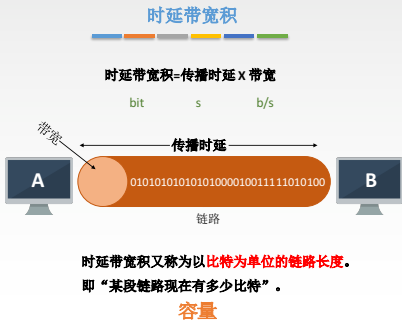 时延带宽积
时延带宽积=传播时延 X 带宽
bit s b/s
带宽
传播时延
A
0101010101010100001001111010100
B
链路
时延带宽积又称为以比特为单位的链路长度。
即“某段链路现在有多少比特”。
容量